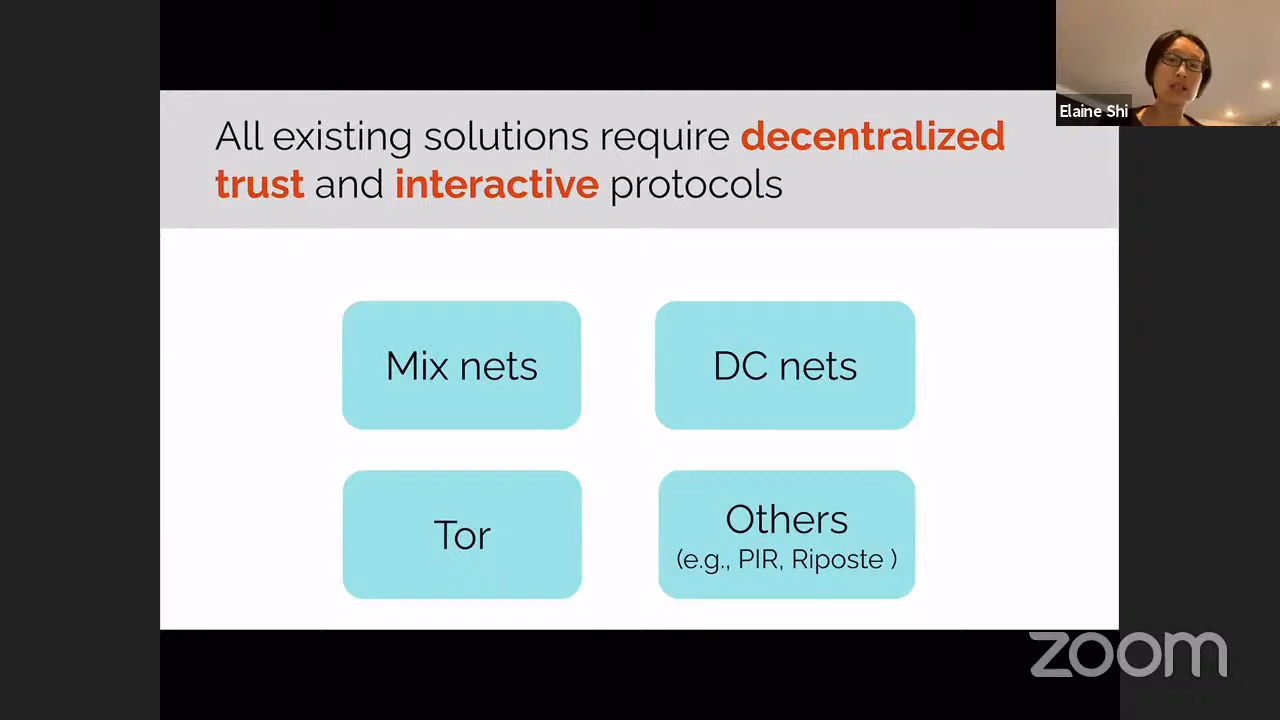 All existing solutions require decentralized
trust and interactive protocols
Mix nets
DC nets
Tor
Others
(e.g., PIR, Riposte )
Elaine Shi
zoom